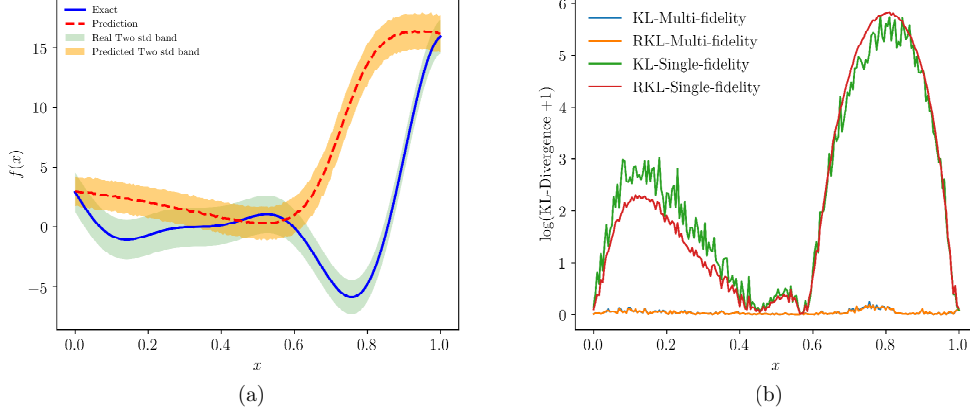 Exact
Prediction
Real Two std band
Predicted Two std band
15
10
5
0
−5
f(x)
0.0 0.2 0.4 0.6 0.8 1.0
x
(a)
KL-Multi-fidelity
RKL-Multi-fidelity
KL-Single-fidelity
RKL-Single-fidelity
6
5
4
3
2
1
0
log(KL-Divergence +1)
0.0 0.2 0.4 0.6 0.8 1.0
x
(b)